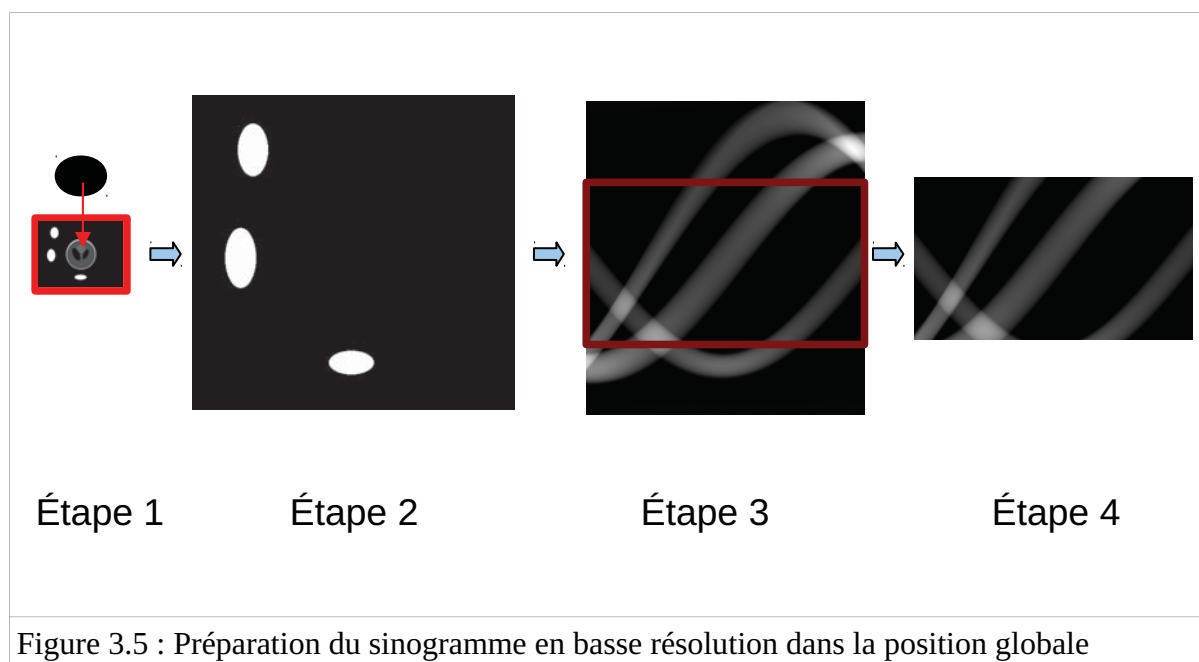 Étape 1
Étape 2
Étape 3
Étape 4
Figure 3.5 : Préparation du sinogramme en basse résolution dans la position globale